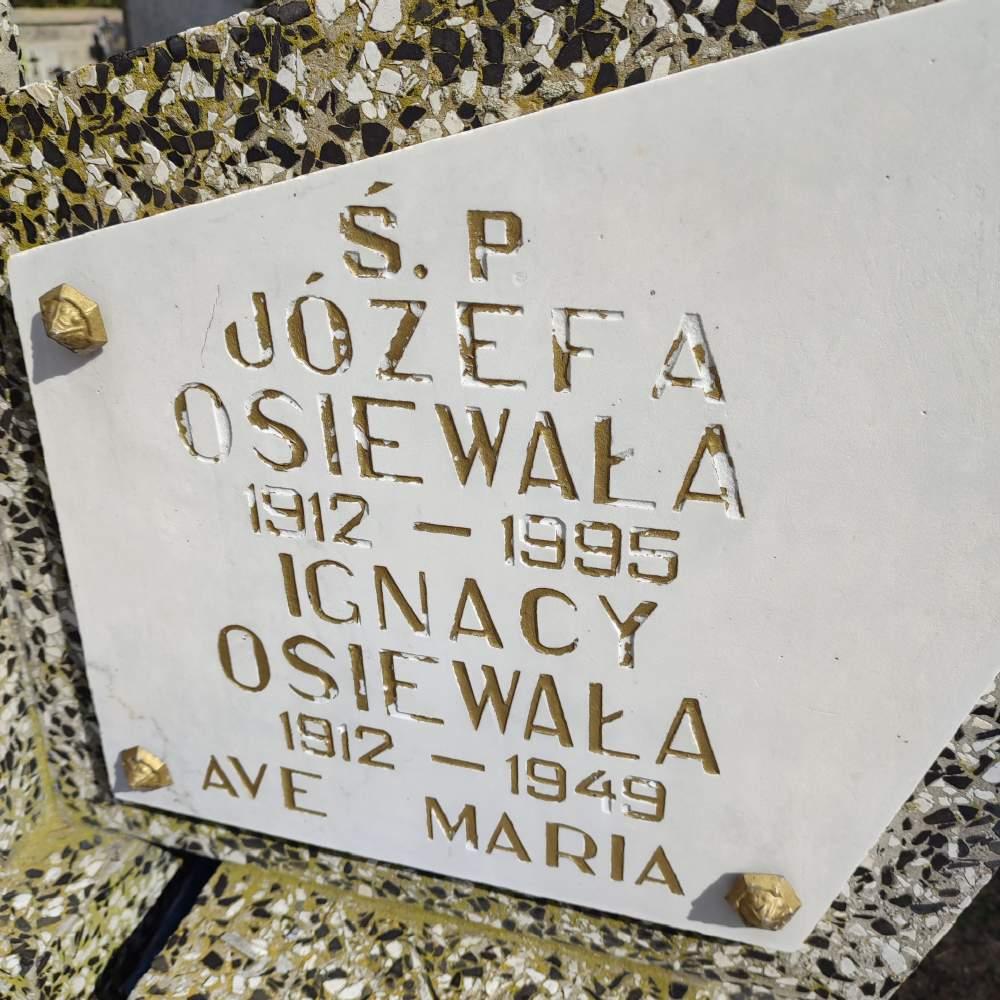 Ś. P
JÓZEFA
OSIEWAŁA
1912 — 1995
IGNACY
OSIEWAŁA
1912 — 1949
AVE MARIA